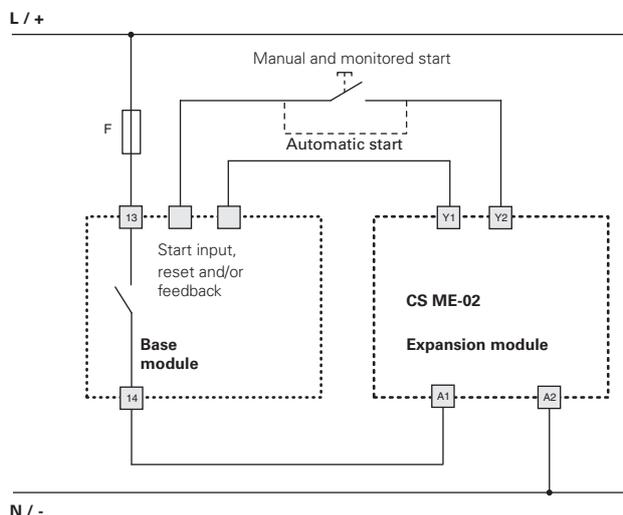 L / +
Manual and monitored start
F
Automatic start
13
Y1
Y2
Start input,
reset and/or
feedback
CS ME-02
Base
module
Expansion module
14
A1
A2
N / -